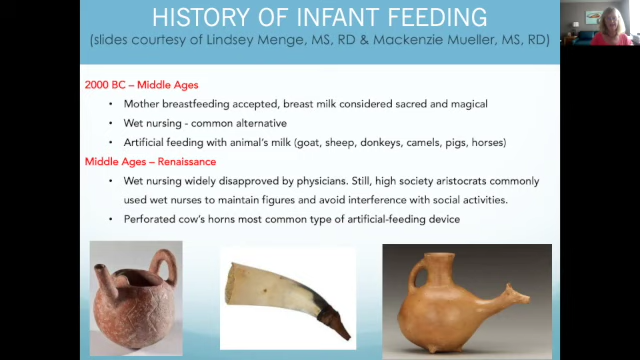 HISTORY OF INFANT FEEDING
(slides courtesy of Lindsey Menge, MS, RD & Mackenzie Mueller, MS, RD)
2000 BC – Middle Ages
• Mother breastfeeding accepted, breast milk considered sacred and magical
• Wet nursing - common alternative
• Artificial feeding with animal's milk (goat, sheep, donkeys, camels, pigs, horses)
Middle Ages – Renaissance
• Wet nursing widely disapproved by physicians. Still, high society aristocrats commonly
used wet nurses to maintain figures and avoid interference with social activities.
• Perforated cow's horns most common type of artificial-feeding device